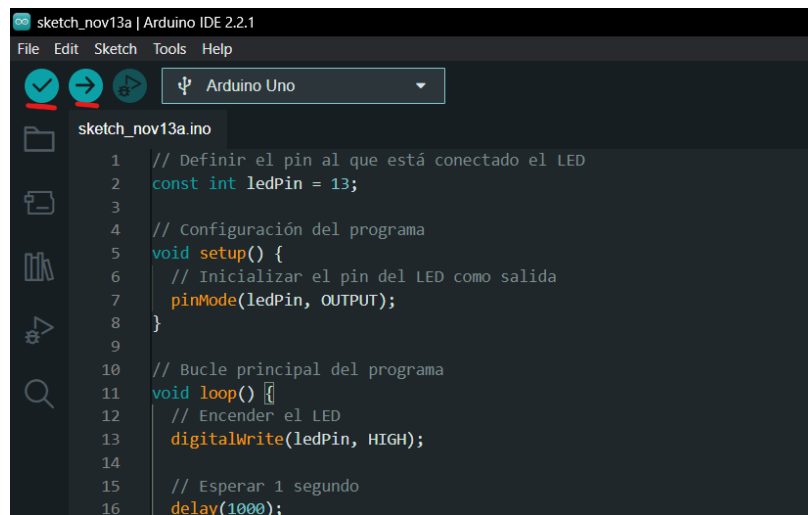 sketch_nov13a | Arduino IDE 2.2.1
File Edit Sketch Tools Help
Arduino Uno
sketch_nov13a.ino
1 // Definir el pin al que está conectado el LED
2 const int ledPin = 13;
3
4 // Configuración del programa
5 void setup() {
6 // Inicializar el pin del LED como salida
7 pinMode(ledPin, OUTPUT);
8 }
9
10 // Bucle principal del programa
11 void loop() {
12 // Encender el LED
13 digitalWrite(ledPin, HIGH);
14
15 // Esperar 1 segundo
16 delay(1000);